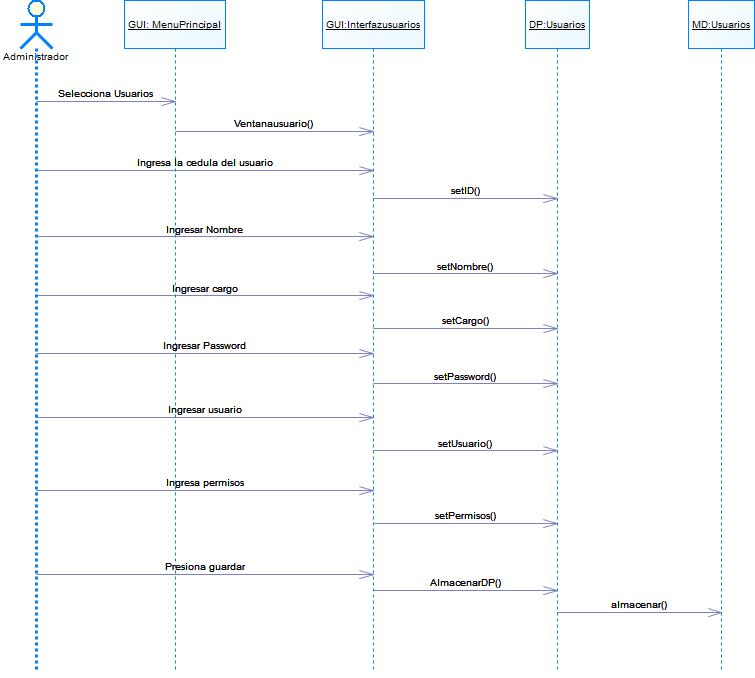 GUI: MenuPrincipal
GUI:Interfazusuarios
DP:Usuarios
MD:Usuarios
Administrador
Selecciona Usuarios
Ventanausuario()
Ingresa la cedula del usuario
setID()
Ingresar Nombre
setNombre()
Ingresar cargo
setCargo()
Ingresar Password
setPassword()
Ingresar usuario
setUsuario()
Ingresa permisos
setPermisos()
Presiona guardar
AlmacenarDP()
almacenar()